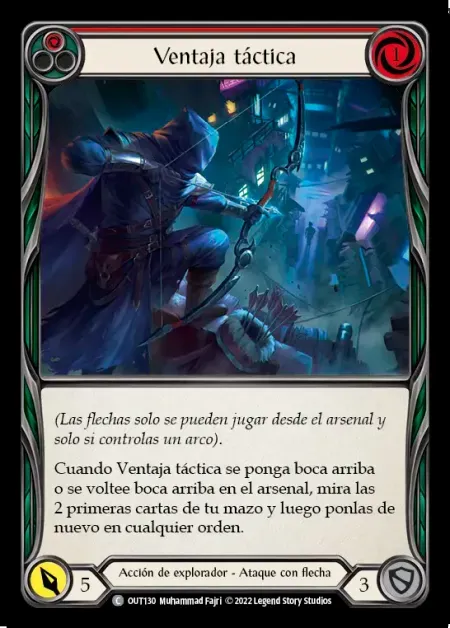 Ventaja táctica
1
(Las flechas solo se pueden jugar desde el arsenal y
solo si controlas un arco).
Cuando Ventaja táctica se ponga boca arriba
o se voltee boca arriba en el arsenal, mira las
2 primeras cartas de tu mazo y luego ponlas de
nuevo en cualquier orden.
5
Acción de explorador - Ataque con flecha
3
C OUT130 Muhammad Fajri © 2022 Legend Story Studios